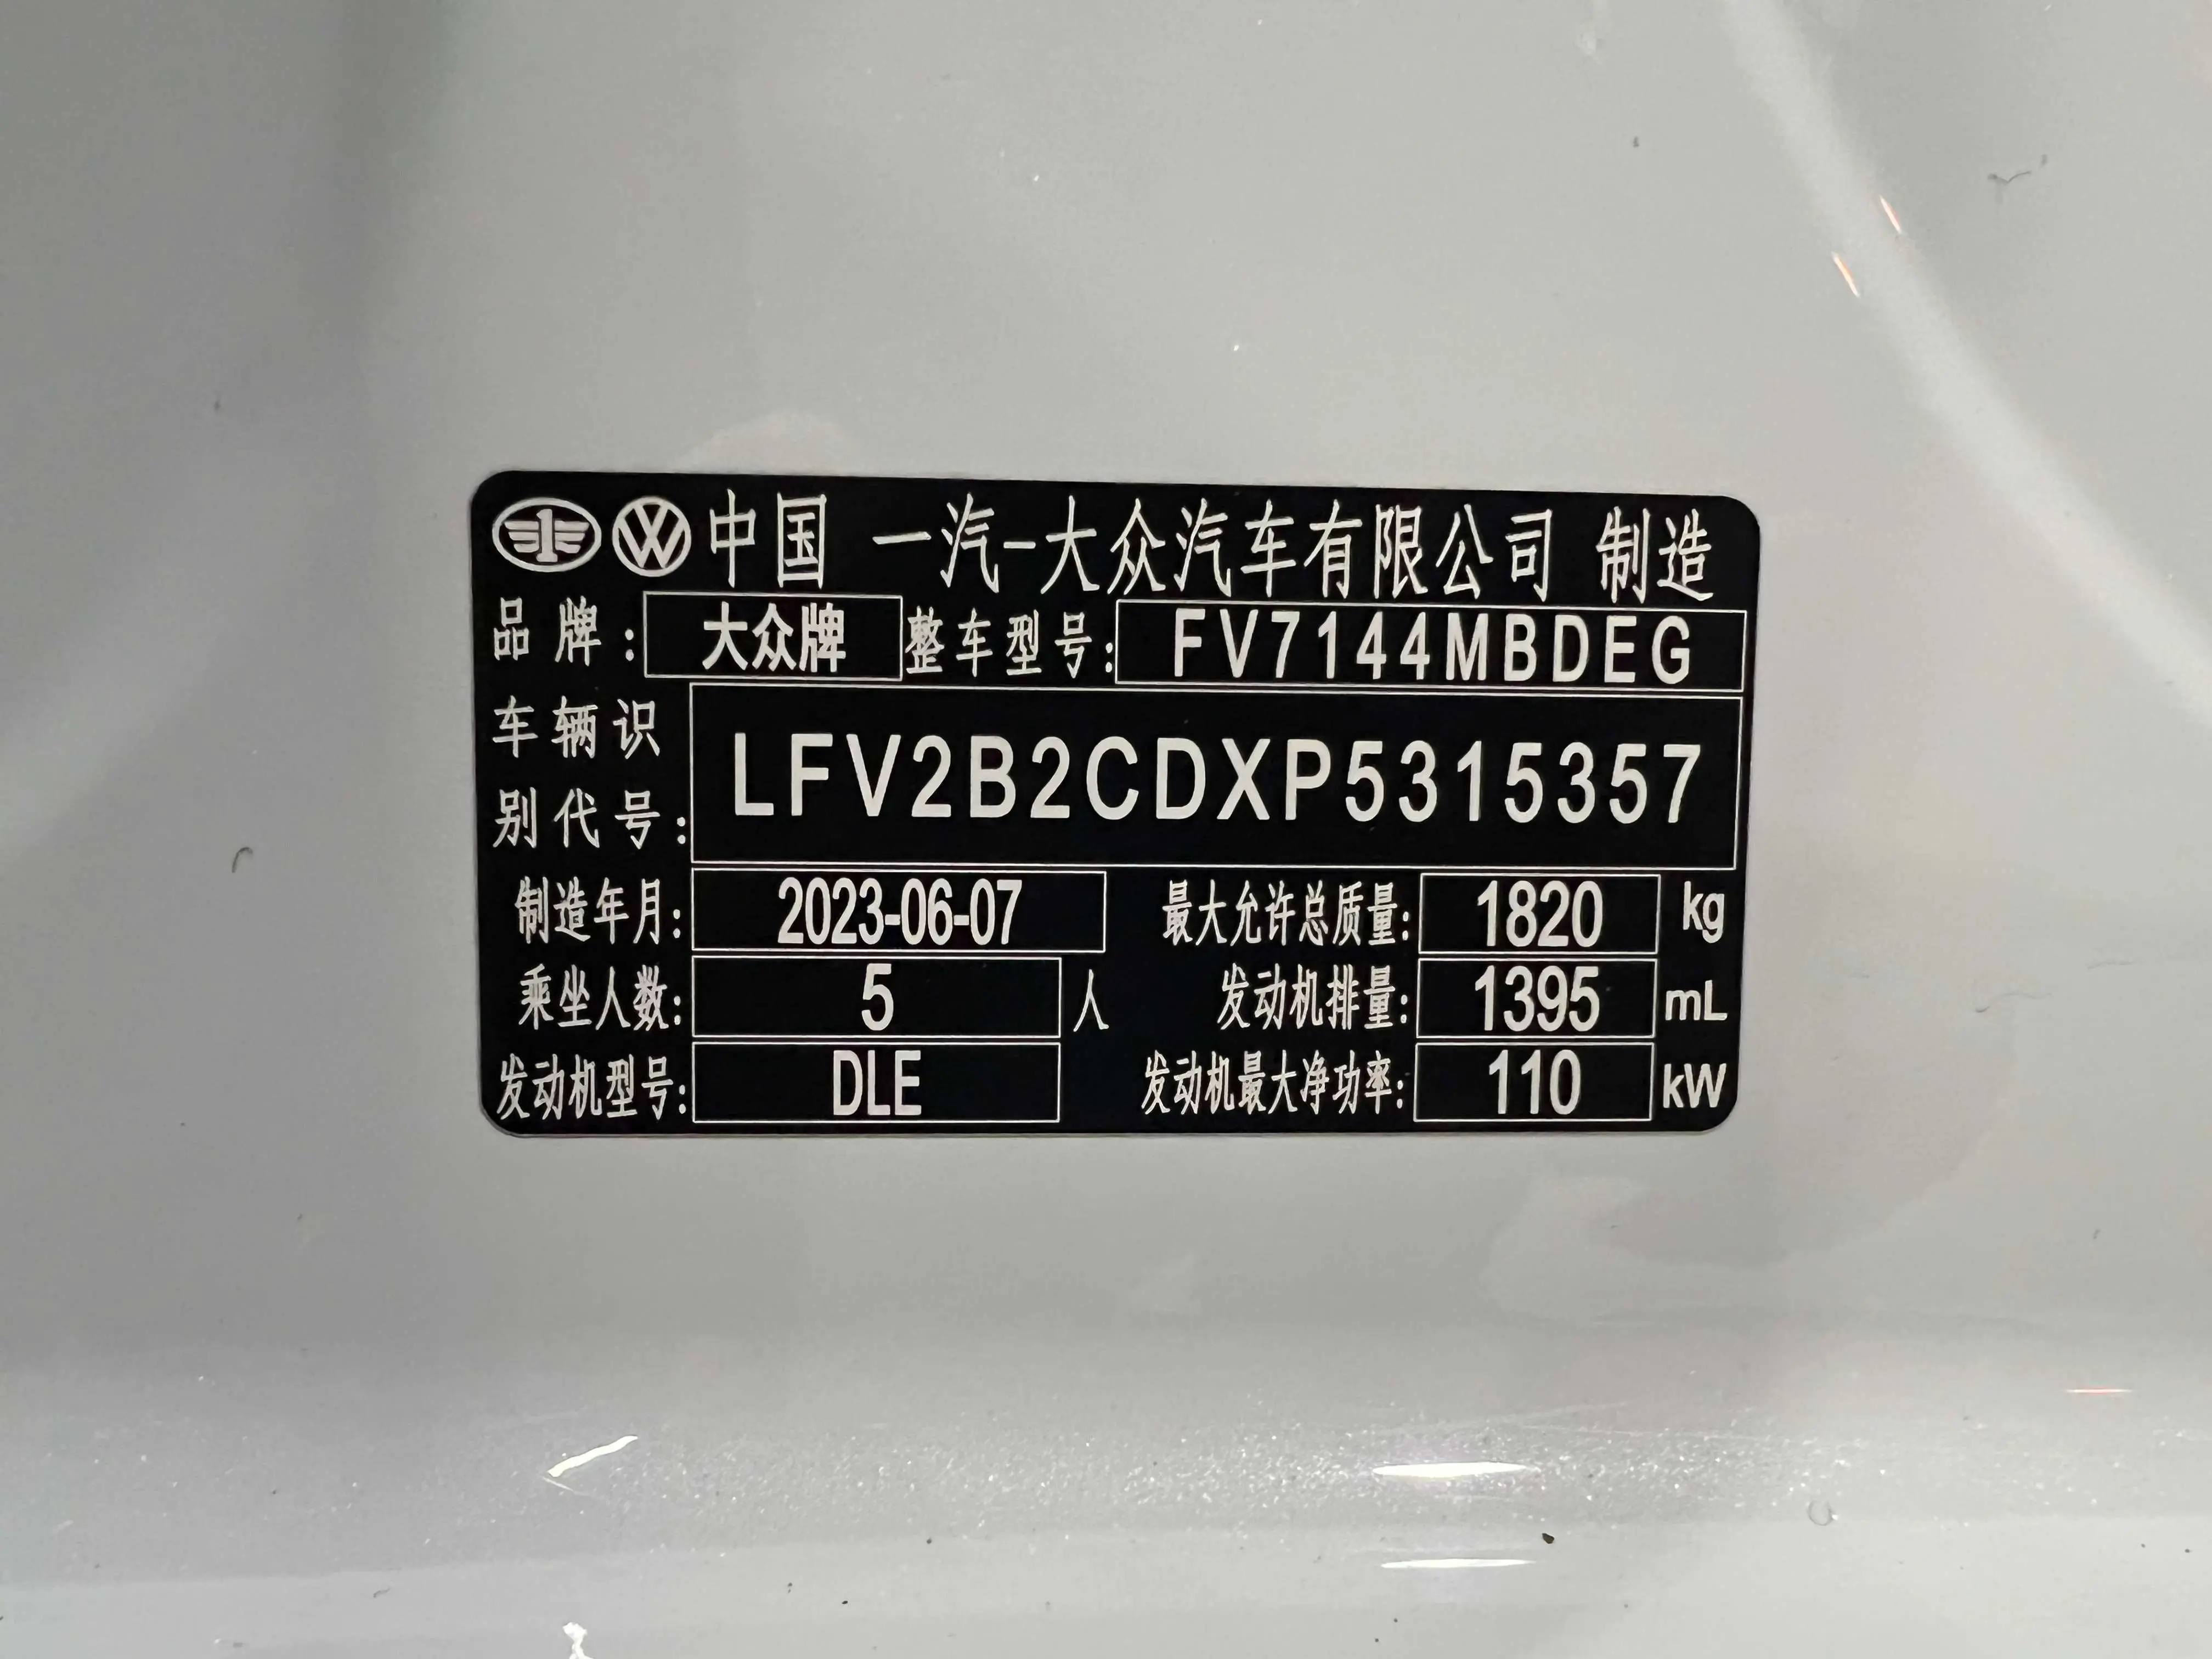 中国 一汽-大众汽车有限公司 制造
品牌: 大众牌 整车型号: FV7144MBDEG
车辆识
别代号: LFV2B2CDXP5315357
制造年月: 2023-06-07 最大允许总质量: 1820 kg
乘坐人数: 5 人 发动机排量: 1395 mL
发动机型号: DLE 发动机最大净功率: 110 kW